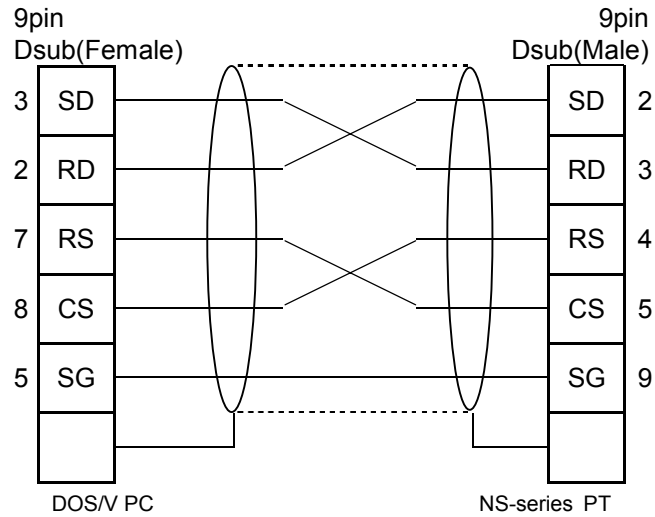 9pin
Dsub(Female)
9pin
Dsub(Male)
3 SD SD 2
2 RD RD 3
7 RS RS 4
8 CS CS 5
5 SG SG 9
DOS/V PC
NS-series PT